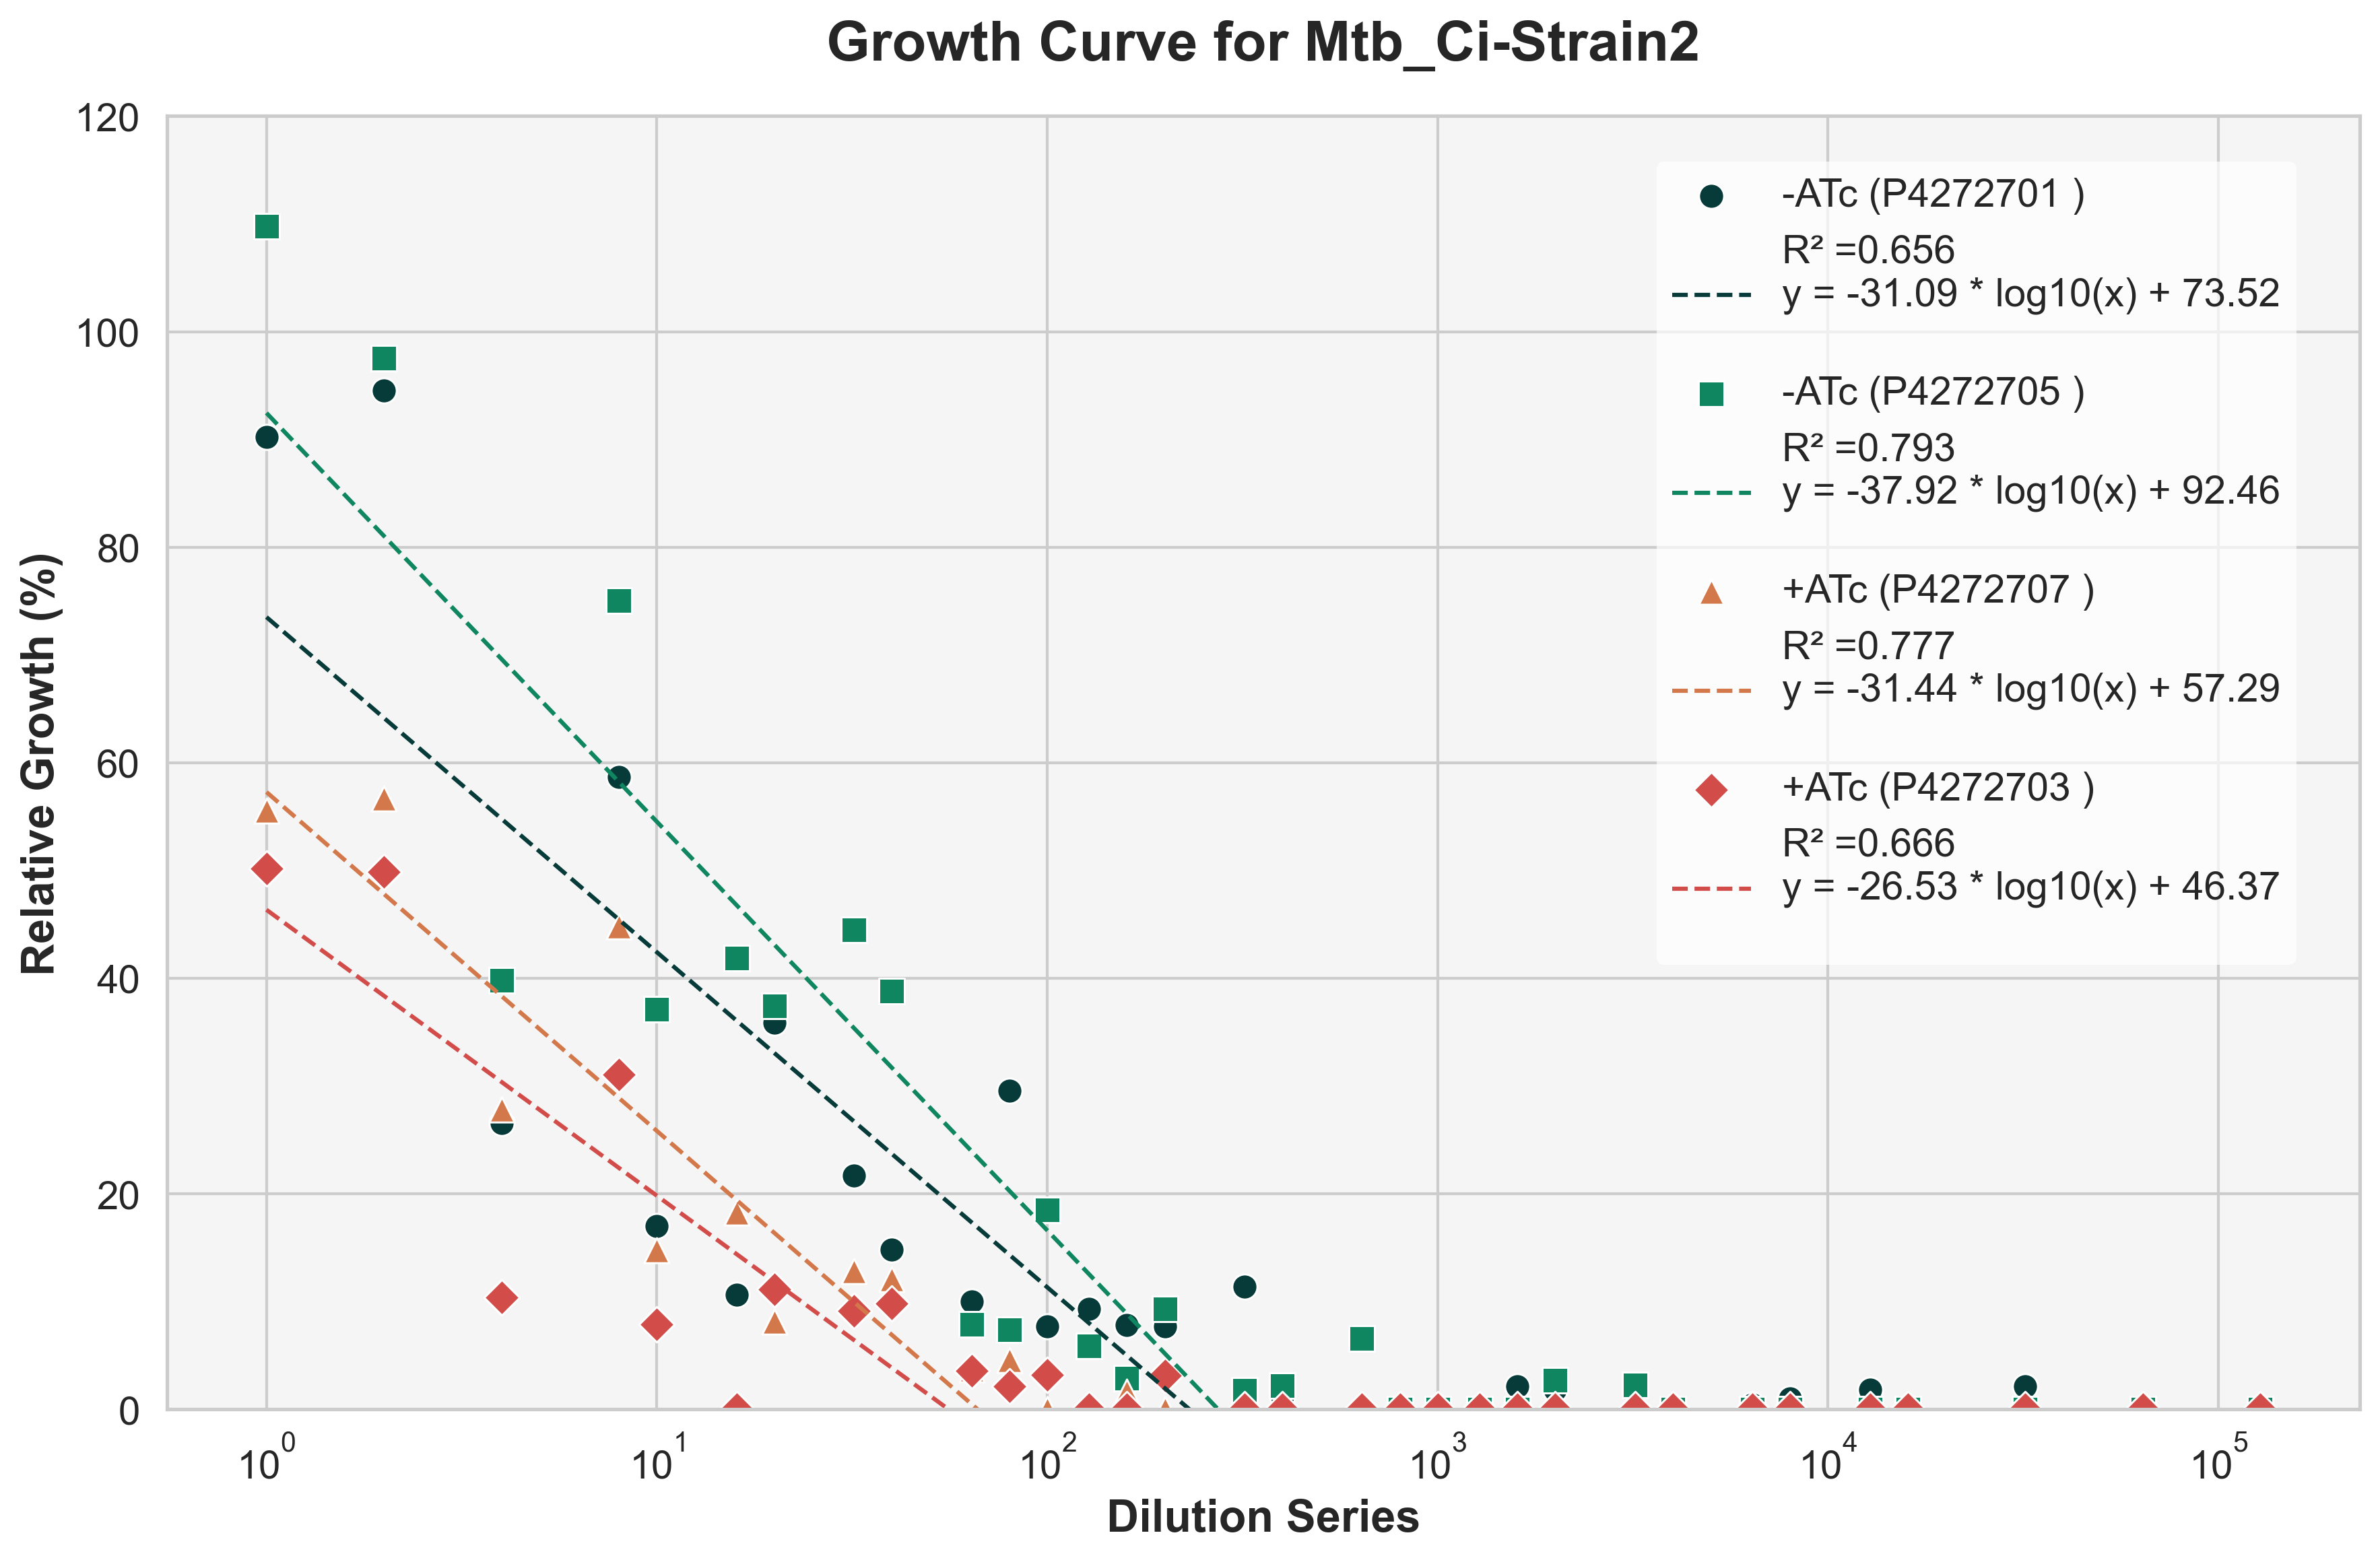 Growth Curve for Mtb_Ci-Strain2
120
100
80
60
40
20
0
Relative Growth (%)
-ATc (P4272701 )
R² =0.656
y = -31.09 * log10(x) + 73.52
-ATc (P4272705 )
R² =0.793
y = -37.92 * log10(x) + 92.46
+ATc (P4272707 )
R² =0.777
y = -31.44 * log10(x) + 57.29
+ATc (P4272703 )
R² =0.666
y = -26.53 * log10(x) + 46.37
10⁰ 10¹ 10² 10³ 10⁴ 10⁵
Dilution Series